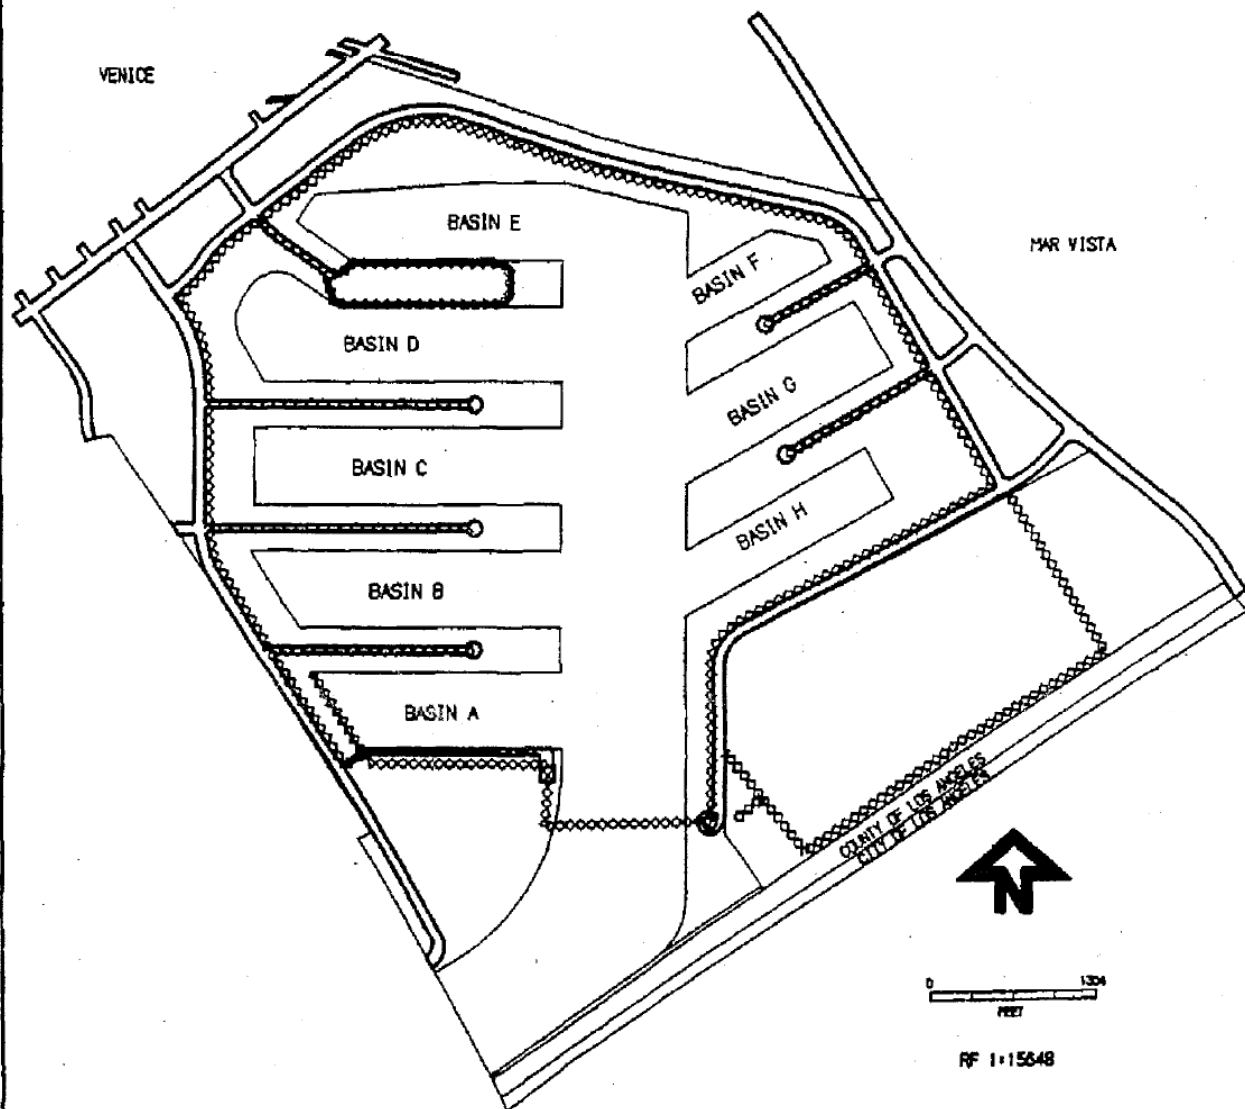 VENICE
MAR VISTA
BASIN E
BASIN F
BASIN D
BASIN G
BASIN C
BASIN H
BASIN B
BASIN A
COUNTY OF LOS ANGELES
CITY OF LOS ANGELES
N
0 1304
FEET
RF 1:15648